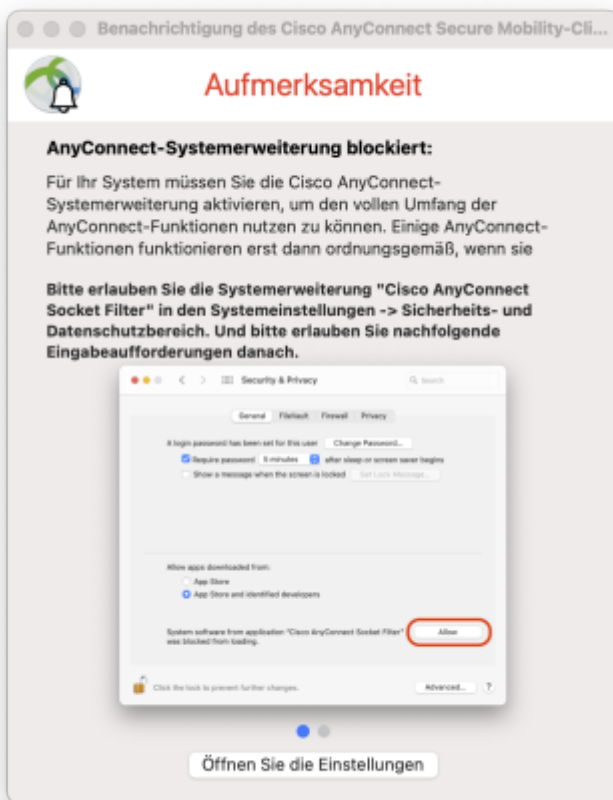 Benachrichtigung des Cisco AnyConnect Secure Mobility-Cli...
Aufmerksamkeit
AnyConnect-Systemerweiterung blockiert:
Für Ihr System müssen Sie die Cisco AnyConnect-
Systemerweiterung aktivieren, um den vollen Umfang der
AnyConnect-Funktionen nutzen zu können. Einige AnyConnect-
Funktionen funktionieren erst dann ordnungsgemäß, wenn sie
Bitte erlauben Sie die Systemerweiterung "Cisco AnyConnect
Socket Filter" in den Systemeinstellungen -> Sicherheits- und
Datenschutzbereich. Und bitte erlauben Sie nachfolgende
Eingabeaufforderungen danach.
Security & Privacy
Search
General FileVault Firewall Privacy
A login password has been set for this user Change Password...
Require password 5 minutes after sleep or screen saver begins
Show a message when the screen is locked Set Lock Message...
Allow apps downloaded from:
App Store
App Store and identified developers
System software from application "Cisco AnyConnect Socket Filter" Allow
was blocked from loading.
Click the lock to prevent further changes. Advanced... ?
Öffnen Sie die Einstellungen